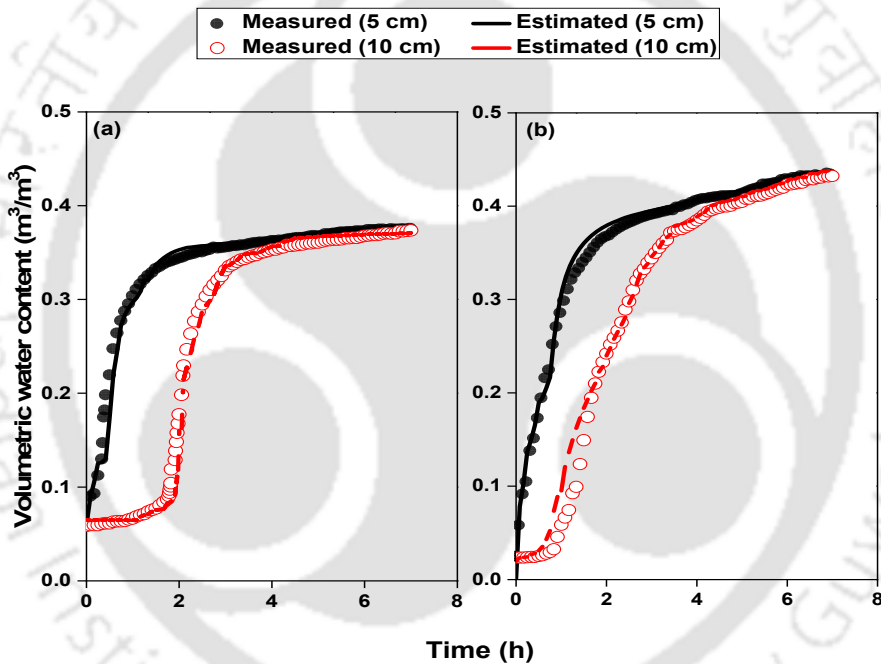 Measured (5 cm) Estimated (5 cm)
Measured (10 cm) Estimated (10 cm)
(a) (b)
Volumetric water content (m³/m³)
0.5
0.4
0.3
0.2
0.1
0.0
0 2 4 6 8
0.5
0.4
0.3
0.2
0.1
0.0
0 2 4 6 8
Time (h)